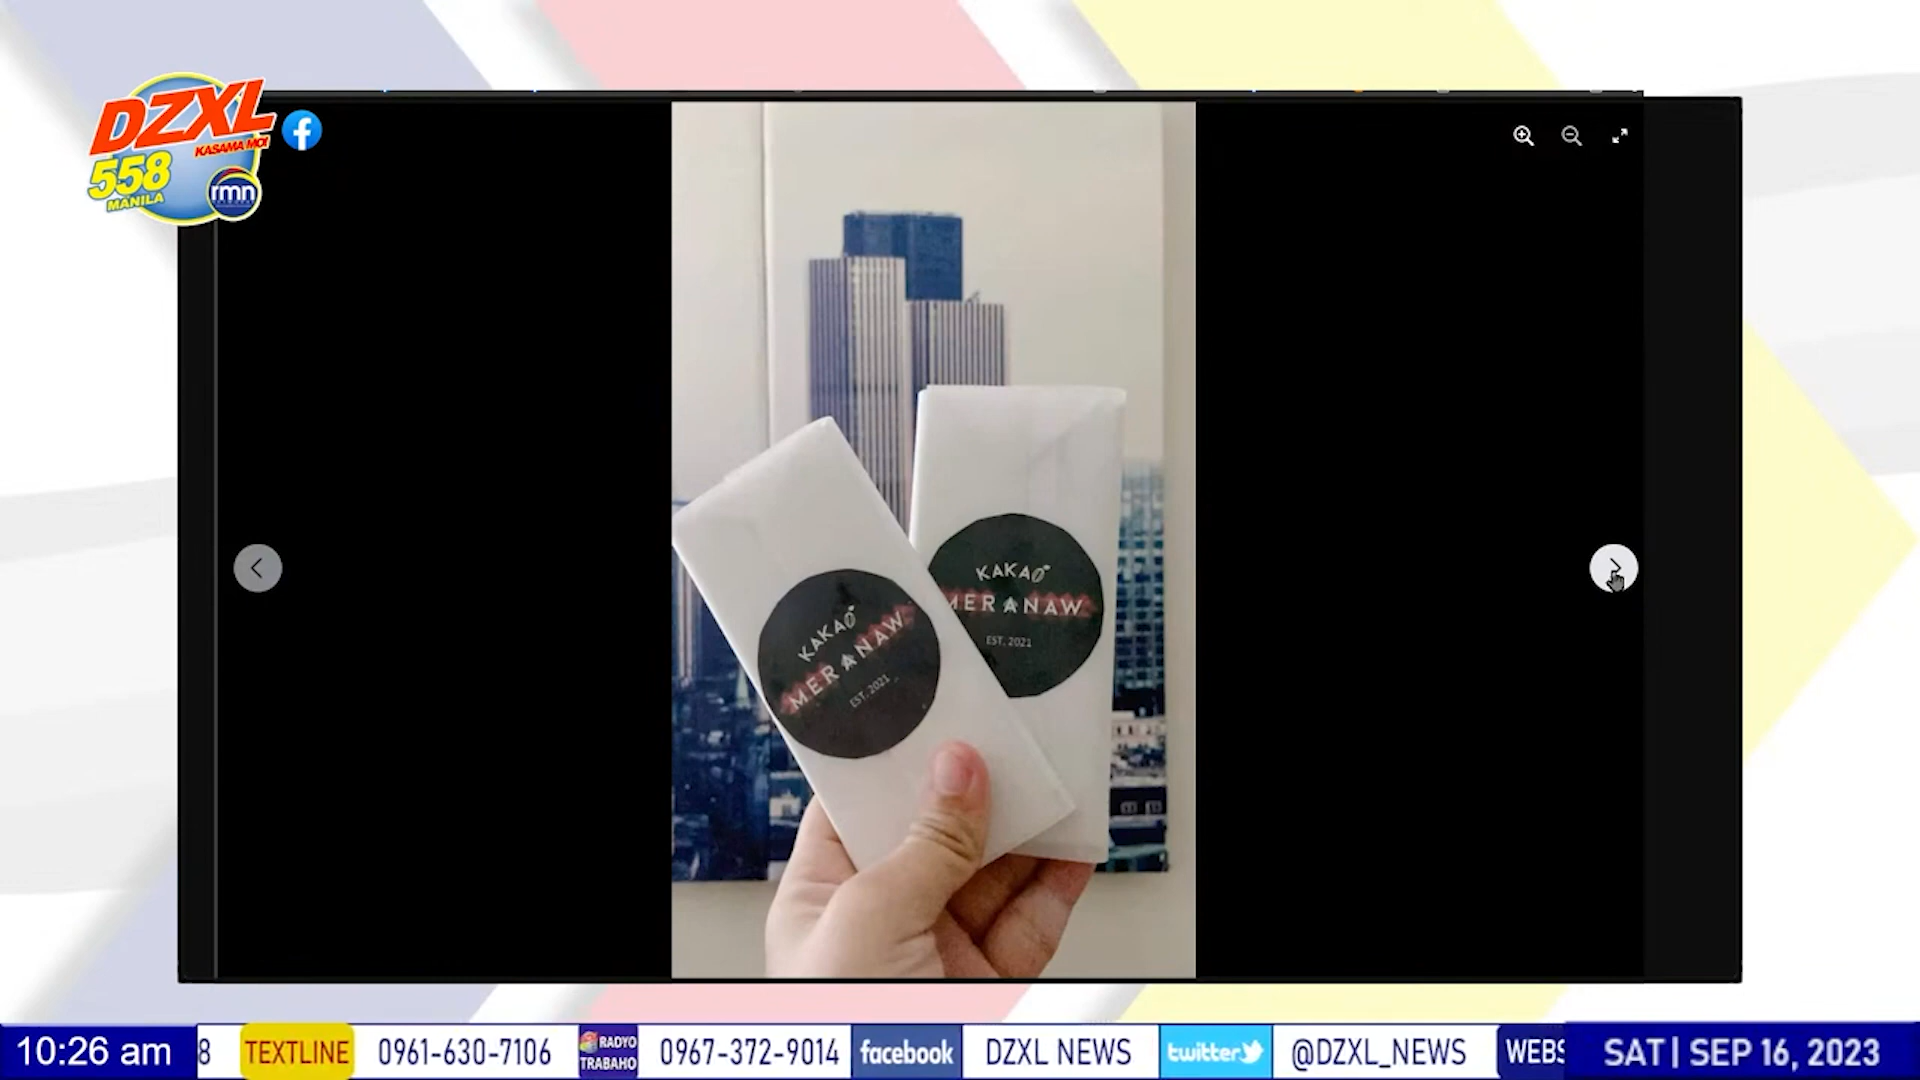 DZXL
KASAMA MO!
558
MANILA
rmn
KAKAO
MERANAW
EST. 2021
KAKAO
MERANAW
EST. 2021
10:26 am
8
TEXTLINE
0961-630-7106
RADYO
TRABAHO
0967-372-9014
facebook
DZXL NEWS
twitter
@DZXL_NEWS
WEBS
SAT | SEP 16, 2023